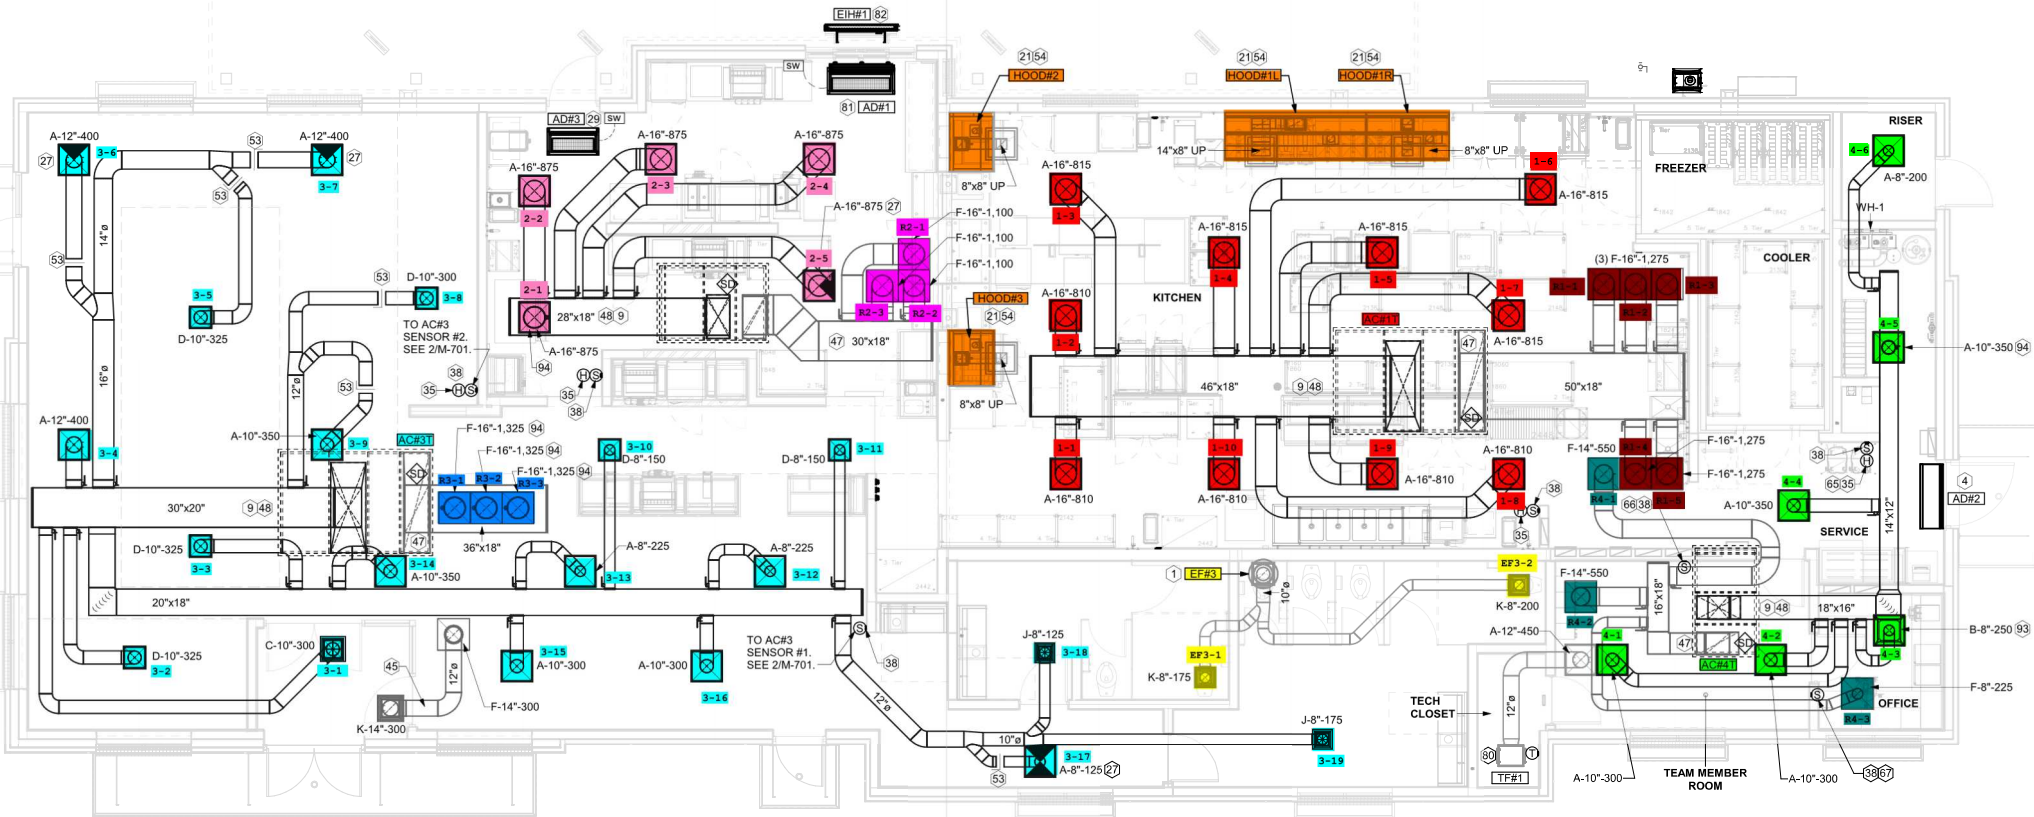 EIH#1 82
21 54
HOOD#2
21 54
HOOD#1L
21 54
HOOD#1R
SW
81 AD#1
AD#3 29 SW
RISER
A-12"-400
53
A-12"-400
27
3-6
27
3-7
53
A-16"-875
A-16"-875
A-16"-875
2-3
2-4
2-2
A-16"-875 27
R2-1
F-16"-1,100
F-16"-1,100
F-16"-1,100
2-5
R2-3
R2-2
2-1
28"x18" 48 9
SD
A-16"-875
94
47
30"x18"
14"ø
53
16"ø
53
D-10"-300
3-8
3-5
D-10"-325
TO AC#3
SENSOR #2.
SEE 2/M-701.
38
35 H S
H S
35
38
12"ø
53
14"x8" UP
8"x8" UP
8"x8" UP
HOOD#3
21 54
8"x8" UP
A-16"-815
1-3
A-16"-815
1-4
A-16"-815
1-5
1-6
A-16"-815
1-7
A-16"-815
A-16"-810
1-2
KITCHEN
AC#1T
47
SD
46"x18"
9 48
50"x18"
FREEZER
COOLER
(3) F-16"-1,275
R1-1
R1-2
R1-3
4-6
A-8"-200
WH-1
4-5
A-10"-350 94
1-1
A-16"-810
1-10
A-16"-810
1-9
A-16"-810
A-16"-810
1-8
H S
38
35
F-14"-550
R1-4
F-16"-1,275
F-16"-1,275
R4-1
R1-5
66 38
38
S
H
65 35
4
AD#2
4-4
A-10"-350
SERVICE
14"x12"
A-12"-400
3-4
A-10"-350
3-9
AC#3T
SD
47
F-16"-1,325 94
F-16"-1,325 94
F-16"-1,325 94
R3-1
R3-2
R3-3
36"x18"
30"x20"
9 48
3-10
D-8"-150
D-8"-150
3-11
D-10"-325
3-3
3-14
A-10"-350
A-8"-225
3-13
A-8"-225
3-12
20"x18"
C-10"-300
3-1
D-10"-325
3-2
45
12"ø
K-14"-300
F-14"-300
3-15
A-10"-300
A-10"-300
3-16
TO AC#3
SENSOR #1.
SEE 2/M-701.
S
38
12"ø
J-8"-125
3-18
10"ø
3-17
A-8"-125 27
53
J-8"-175
3-19
1 EF#3
10"ø
EF3-2
K-8"-200
EF3-1
K-8"-175
A-12"-450
F-14"-550
R4-2
S
16"x18"
9 48
18"x16"
47
SD
4-1
4-2
AC#4T
B-8"-250 93
4-3
F-8"-225
S
OFFICE
R4-3
TECH
CLOSET
12"ø
80
T
TF#1
A-10"-300
TEAM MEMBER
ROOM
A-10"-300
38 67